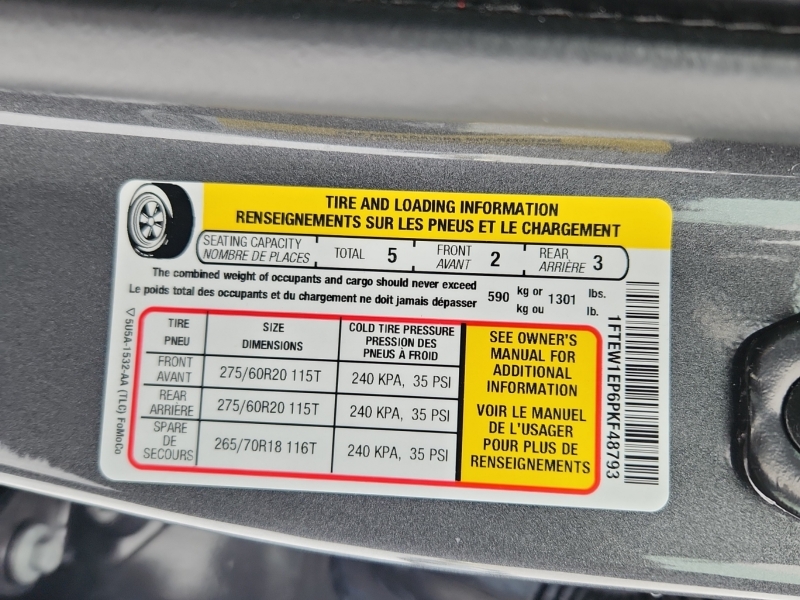 TIRE AND LOADING INFORMATION
RENSEIGNEMENTS SUR LES PNEUS ET LE CHARGEMENT
SEATING CAPACITY
NOMBRE DE PLACES
TOTAL 5
FRONT
AVANT
2
REAR
ARRIÈRE
3
The combined weight of occupants and cargo should never exceed
Le poids total des occupants et du chargement ne doit jamais dépasser
590
kg or
kg ou
1301
lbs.
lb.
TIRE
PNEU
SIZE
DIMENSIONS
COLD TIRE PRESSURE
PRESSION DES
PNEUS À FROID
FRONT
AVANT
275/60R20 115T
240 KPA, 35 PSI
REAR
ARRIÈRE
275/60R20 115T
240 KPA, 35 PSI
SPARE
DE
SECOURS
265/70R18 116T
240 KPA, 35 PSI
SEE OWNER'S
MANUAL FOR
ADDITIONAL
INFORMATION
VOIR LE MANUEL
DE L'USAGER
POUR PLUS DE
RENSEIGNEMENTS
1FTEW1EP6PKF48793
5U5A-1532-AA (TLC) FoMoCo